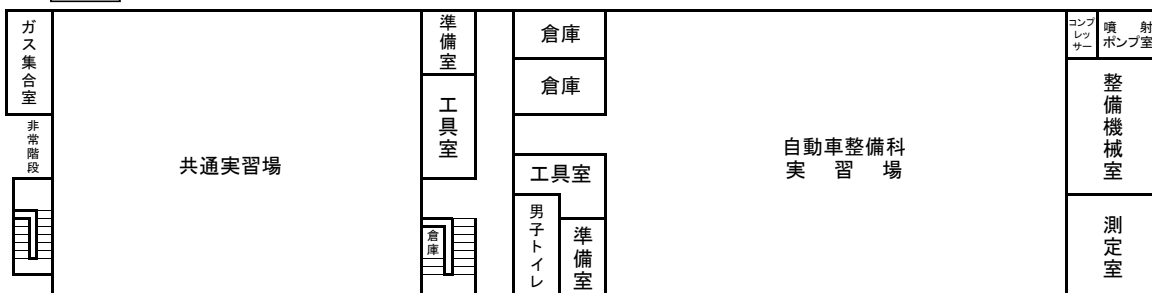 ガス集合室
非常階段
共通実習場
準備室
工具室
倉庫
倉庫
倉庫
工具室
男子トイレ
準備室
自動車整備科
実習場
コンプ
レッ
サー
噴射
ポンプ室
整備機械室
測定室